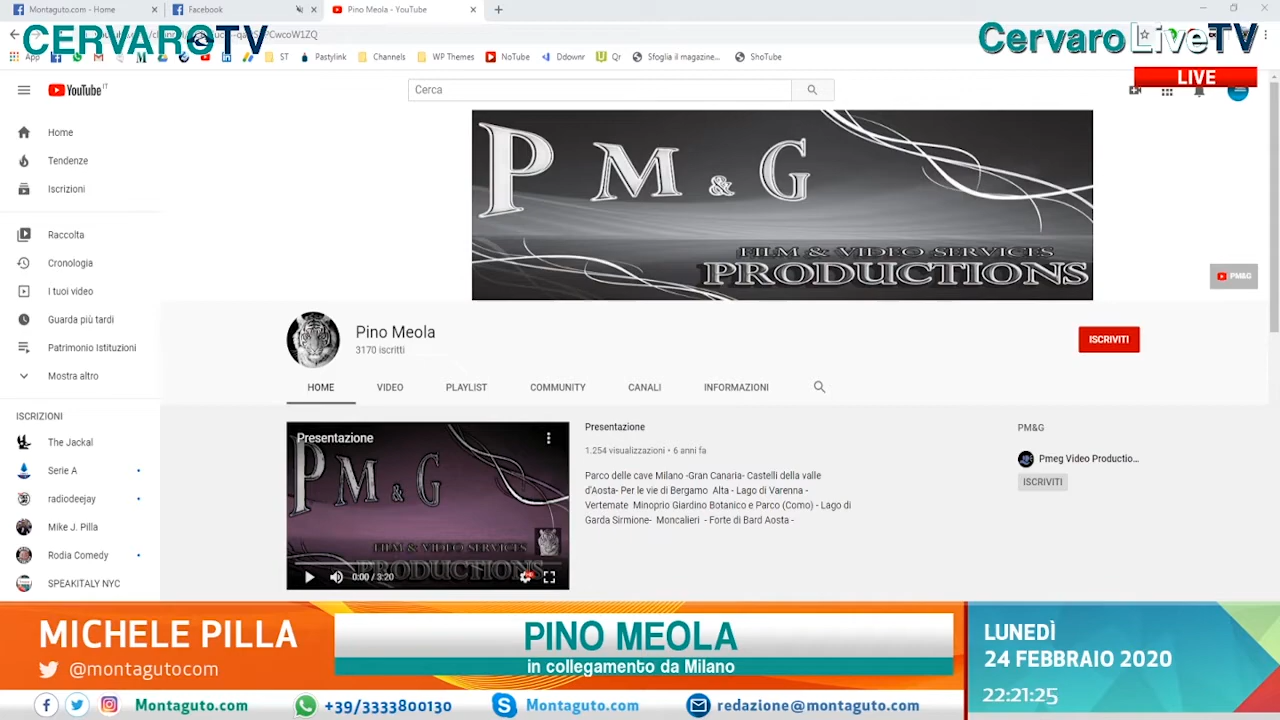 Montaguto.com - Home
Facebook
Pino Meola - YouTube
CERVARO TV
CervaroLiveTV
LIVE
App
ST
Pastylink
Channels
WP Themes
NoTube
Ddownr
Qr
Sfoglia il magazine...
ShoTube
YouTube IT
Cerca
Home
Tendenze
Iscrizioni
Raccolta
Cronologia
I tuoi video
Guarda più tardi
Patrimonio Istituzioni
Mostra altro
ISCRIZIONI
The Jackal
Serie A
radiodeejay
Mike J. Pilla
Rodia Comedy
SPEAKITALY NYC
PM & G
FILM & VIDEO SERVICES
PRODUCTIONS
PM&G
Pino Meola
3170 iscritti
ISCRIVITI
HOME
VIDEO
PLAYLIST
COMMUNITY
CANALI
INFORMAZIONI
Presentazione
PM & G
FILM & VIDEO SERVICES
PRODUCTIONS
0:00 / 3:20
Presentazione
1.254 visualizzazioni • 6 anni fa
Parco delle cave Milano -Gran Canaria- Castelli della valle
d'Aosta- Per le vie di Bergamo Alta - Lago di Varenna -
Vertemate Minoprio Giardino Botanico e Parco (Como) - Lago di
Garda Sirmione- Moncalieri - Forte di Bard Aosta -
PM&G
Pmeg Video Productio...
ISCRIVITI
MICHELE PILLA
@montagutocom
PINO MEOLA
in collegamento da Milano
LUNEDÌ
24 FEBBRAIO 2020
22:21:25
Montaguto.com
+39/3333800130
Montaguto.com
redazione@montaguto.com